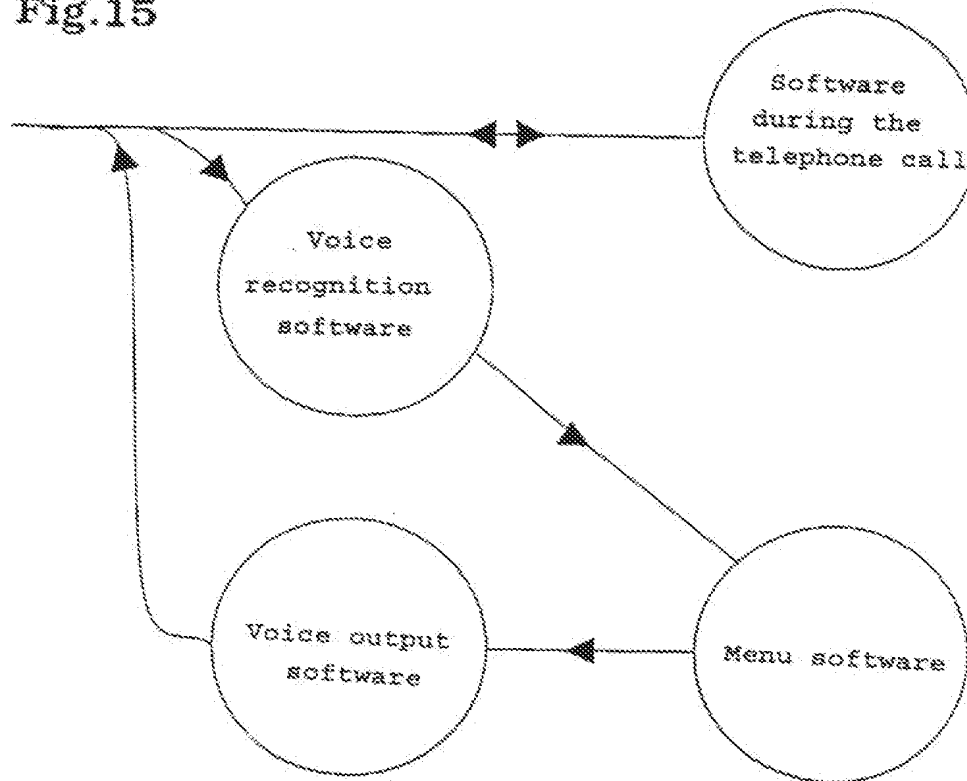 Fig.15
Software
during the
telephone call
Voice
recognition
software
Voice output
software
Menu software